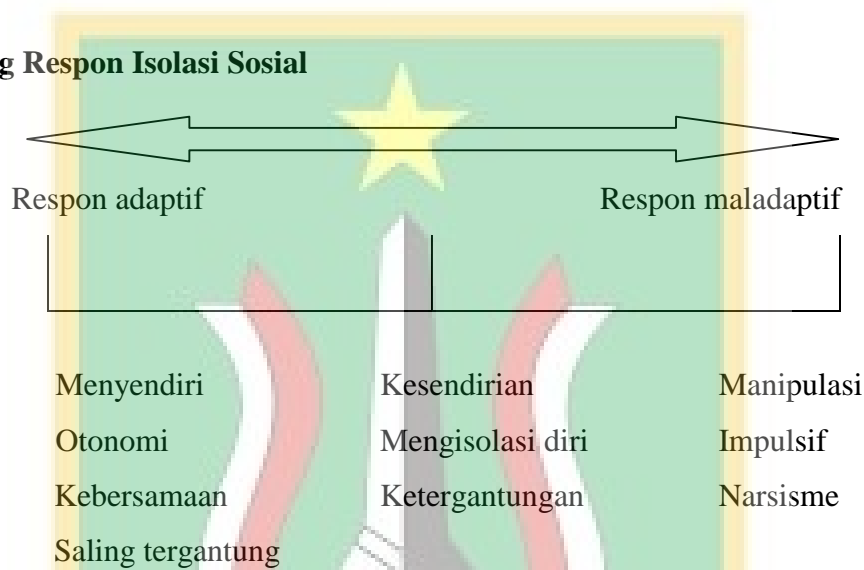 g Respon Isolasi Sosial
Respon adaptif Respon maladaptif
Menyendiri Kesendirian Manipulasi
Otonomi Mengisolasi diri Impulsif
Kebersamaan Ketergantungan Narsisme
Saling tergantung